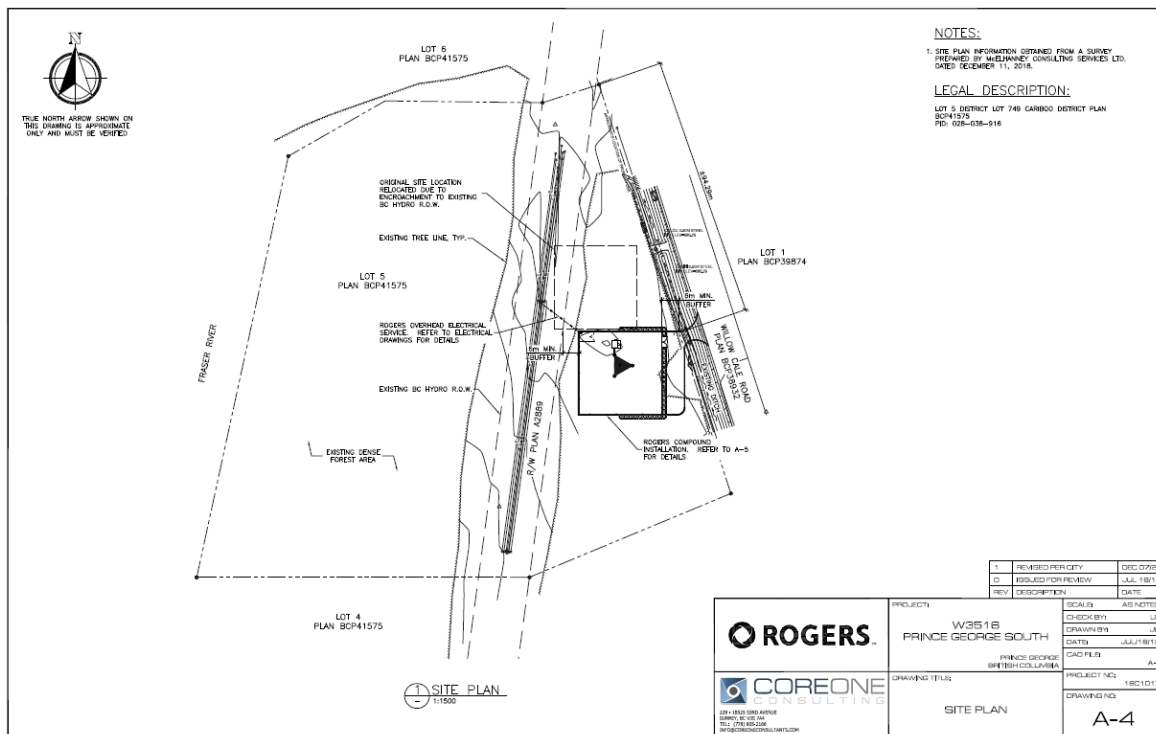 N
TRUE NORTH ARROW SHOWN ON
THIS DRAWING IS APPROXIMATE
ONLY AND MUST BE VERIFIED
LOT 6
PLAN BCP41575
NOTES:
1. SITE PLAN INFORMATION OBTAINED FROM A SURVEY
PREPARED BY McELHANNEY CONSULTING SERVICES LTD.
DATED DECEMBER 11, 2018.
LEGAL DESCRIPTION:
LOT 5 DISTRICT LOT 749 CARIBOO DISTRICT PLAN
BCP41575
PID: 028-038-916
ORIGINAL SITE LOCATION
RELOCATED DUE TO
ENCROACHMENT TO EXISTING
BC HYDRO R.O.W.
EXISTING TREE LINE, TYP.
±94.29m
LOT 1
PLAN BCP39874
LOT 5
PLAN BCP41575
6m MIN.
BUFFER
ROGERS OVERHEAD ELECTRICAL
SERVICE. REFER TO ELECTRICAL
DRAWINGS FOR DETAILS
6m MIN.
BUFFER
FRASER RIVER
WILLOW CALE ROAD
PLAN BCP38932
EXISTING DITCH
EXISTING BC HYDRO R.O.W.
R/W PLAN A2889
EXISTING DENSE
FOREST AREA
ROGERS COMPOUND
INSTALLATION. REFER TO A-5
FOR DETAILS
LOT 4
PLAN BCP41575
1 SITE PLAN
1:1500
1 REVISED PER CITY
0 ISSUED FOR REVIEW
REV DESCRIPTION DATE
ROGERS
COREONE
CONSULTING
PROJECT:
W3516
PRINCE GEORGE SOUTH
PRINCE GEORGE
BRITISH COLUMBIA
DRAWING TITLE:
SITE PLAN
SCALE:
CHECK BY:
DRAWN BY:
DATE:
CAD FILE:
PROJECT NO:
DRAWING NO:
A-4